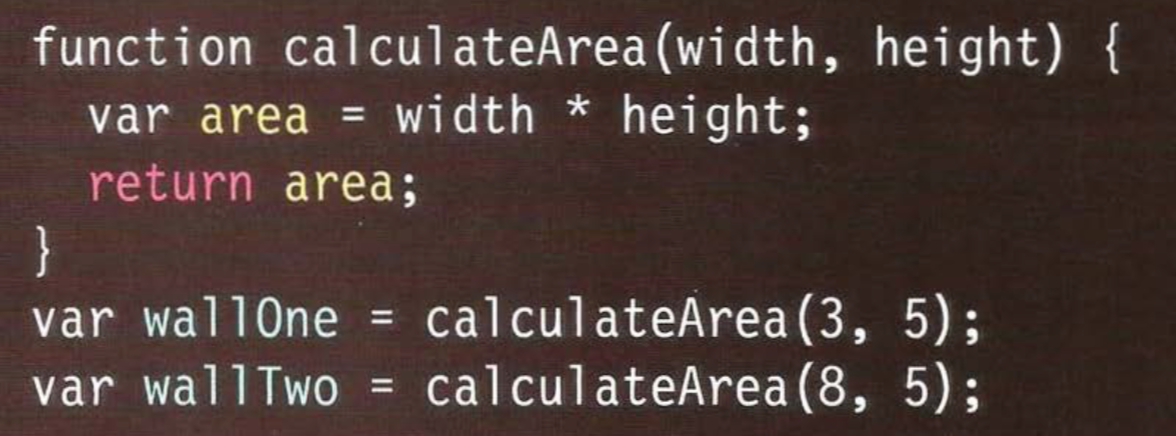 function calculateArea(width, height) {
  var area = width * height;
  return area;
}
var wallOne = calculateArea(3, 5);
var wallTwo = calculateArea(8, 5);